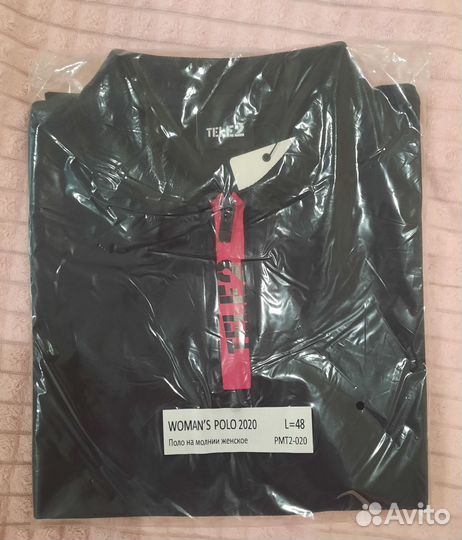 TELE2
WOMAN'S POLO 2020 L=48
Поло на молнии женское PMT2-020
Avito